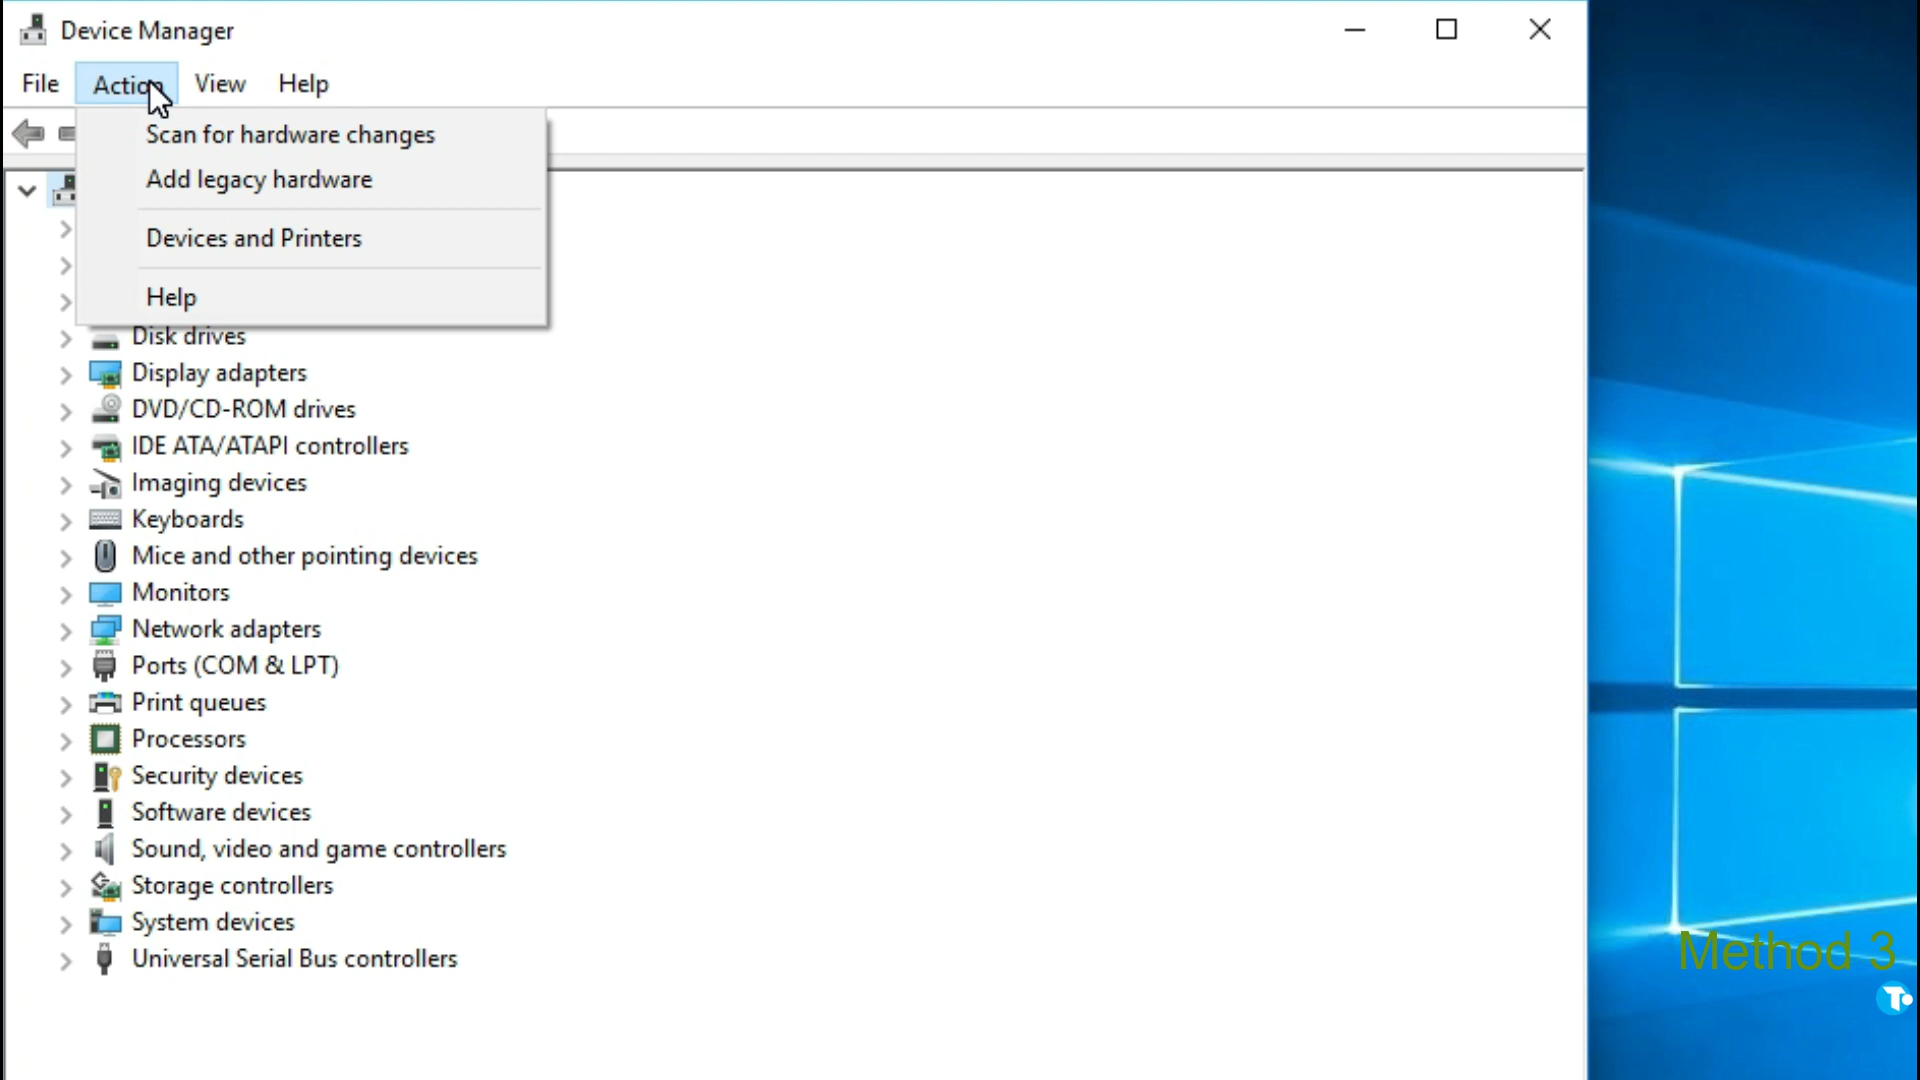 Device Manager
File Action View Help
Scan for hardware changes
Add legacy hardware
Devices and Printers
Help
Disk drives
Display adapters
DVD/CD-ROM drives
IDE ATA/ATAPI controllers
Imaging devices
Keyboards
Mice and other pointing devices
Monitors
Network adapters
Ports (COM & LPT)
Print queues
Processors
Security devices
Software devices
Sound, video and game controllers
Storage controllers
System devices
Universal Serial Bus controllers
Method 3